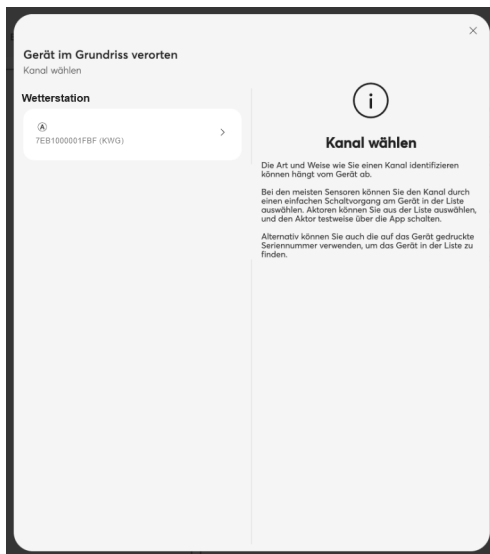 Gerät im Grundriss verorten
Kanal wählen
Wetterstation
A
7EB1000001FBF (KWG)
i
Kanal wählen
Die Art und Weise wie Sie einen Kanal identifizieren
können hängt vom Gerät ab.
Bei den meisten Sensoren können Sie den Kanal durch
einen einfachen Schaltvorgang am Gerät in der Liste
auswählen. Aktoren können Sie aus der Liste auswählen,
und den Aktor testweise über die App schalten.
Alternativ können Sie auch die auf das Gerät gedruckte
Seriennummer verwenden, um das Gerät in der Liste zu
finden.